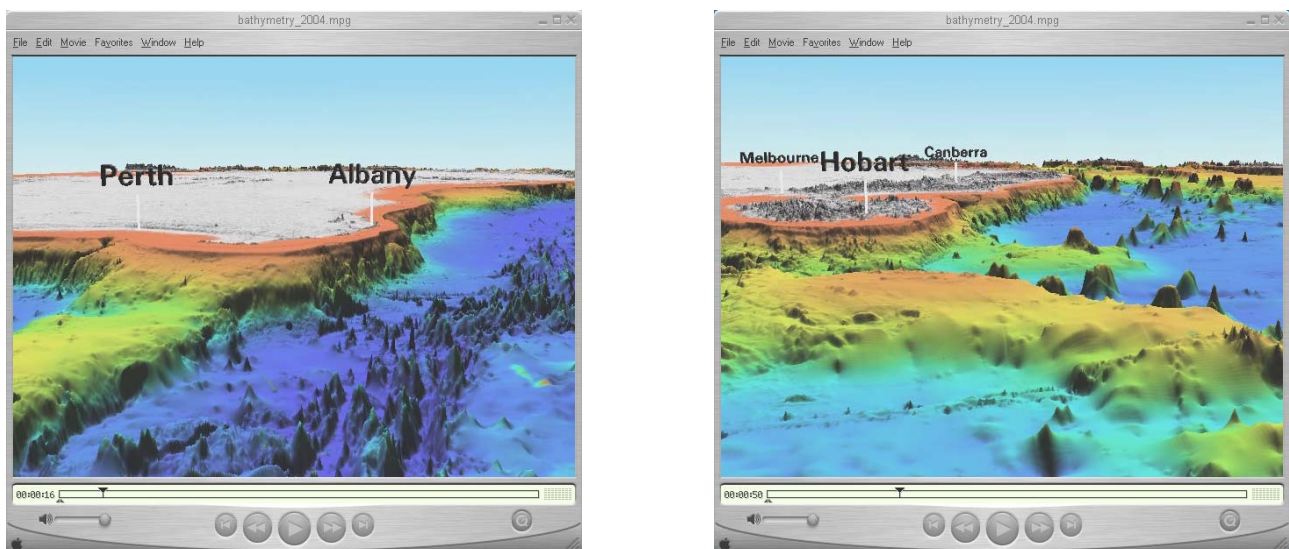 bathymetry_2004.mpg
File Edit Movie Favorites Window Help
Perth
Albany
00:00:16
bathymetry_2004.mpg
File Edit Movie Favorites Window Help
Melbourne
Hobart
Canberra
00:00:50